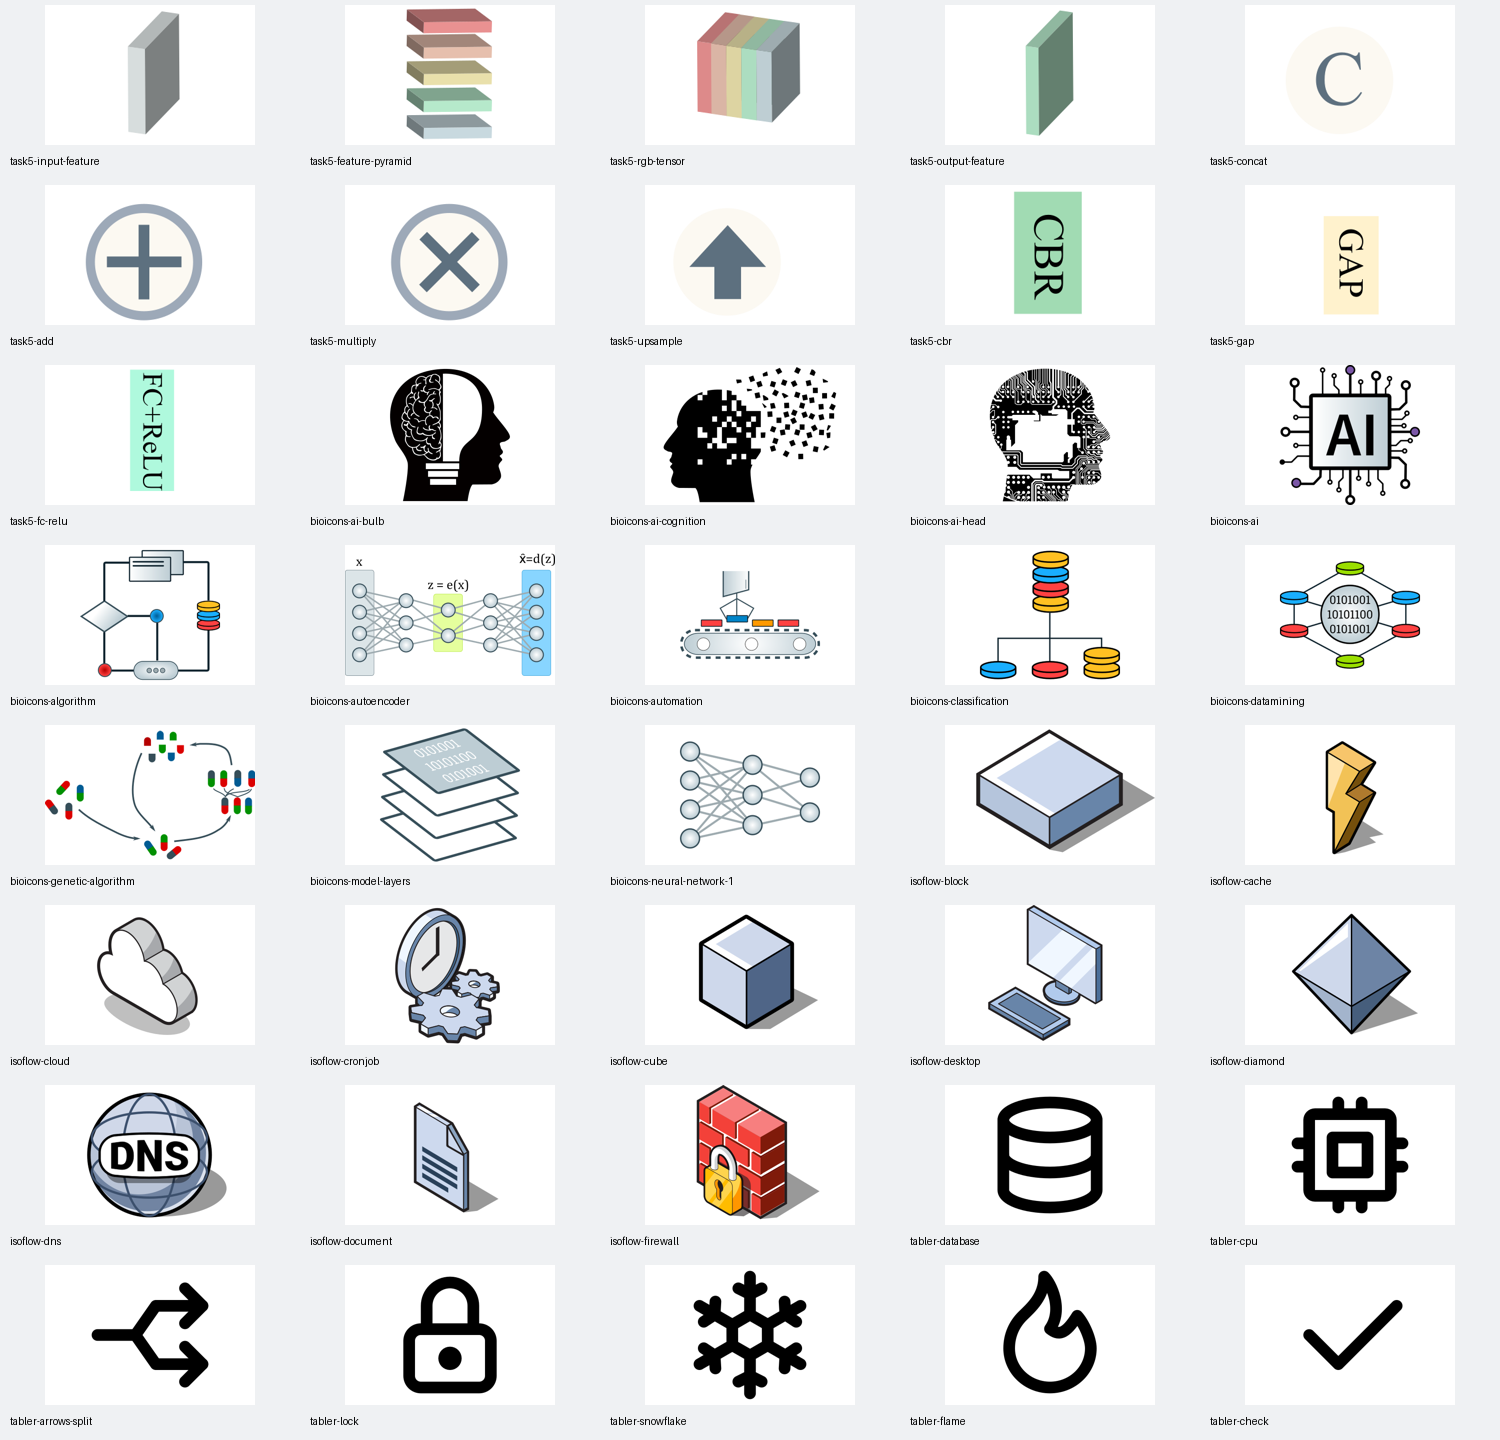 C
task5-input-feature
task5-feature-pyramid
task5-rgb-tensor
task5-output-feature
task5-concat
CBR
GAP
task5-add
task5-multiply
task5-upsample
task5-cbr
task5-gap
FC+ReLU
AI
task5-fc-relu
bioicons-ai-bulb
bioicons-ai-cognition
bioicons-ai-head
bioicons-ai
x
z = e(x)
x̂=d(z)
0101001
10101100
0101001
bioicons-algorithm
bioicons-autoencoder
bioicons-automation
bioicons-classification
bioicons-datamining
0101001
10101100
0101001
bioicons-genetic-algorithm
bioicons-model-layers
bioicons-neural-network-1
isoflow-block
isoflow-cache
isoflow-cloud
isoflow-cronjob
isoflow-cube
isoflow-desktop
isoflow-diamond
DNS
isoflow-dns
isoflow-document
isoflow-firewall
tabler-database
tabler-cpu
tabler-arrows-split
tabler-lock
tabler-snowflake
tabler-flame
tabler-check